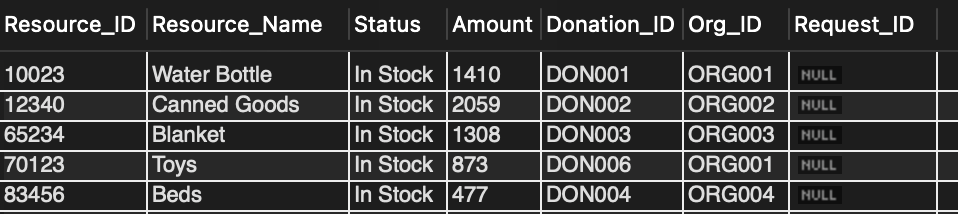 Resource_ID Resource_Name Status Amount Donation_ID Org_ID Request_ID
10023 Water Bottle In Stock 1410 DON001 ORG001 NULL
12340 Canned Goods In Stock 2059 DON002 ORG002 NULL
65234 Blanket In Stock 1308 DON003 ORG003 NULL
70123 Toys In Stock 873 DON006 ORG001 NULL
83456 Beds In Stock 477 DON004 ORG004 NULL